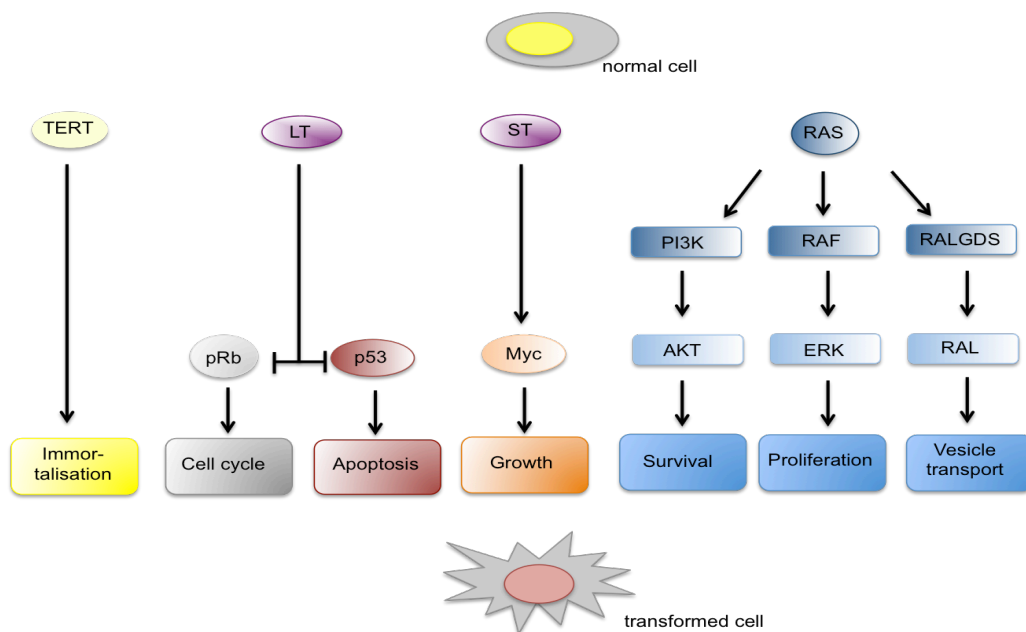 normal cell
TERT
LT
ST
RAS
PI3K
RAF
RALGDS
pRb
p53
Myc
AKT
ERK
RAL
Immor-
talisation
Cell cycle
Apoptosis
Growth
Survival
Proliferation
Vesicle
transport
transformed cell